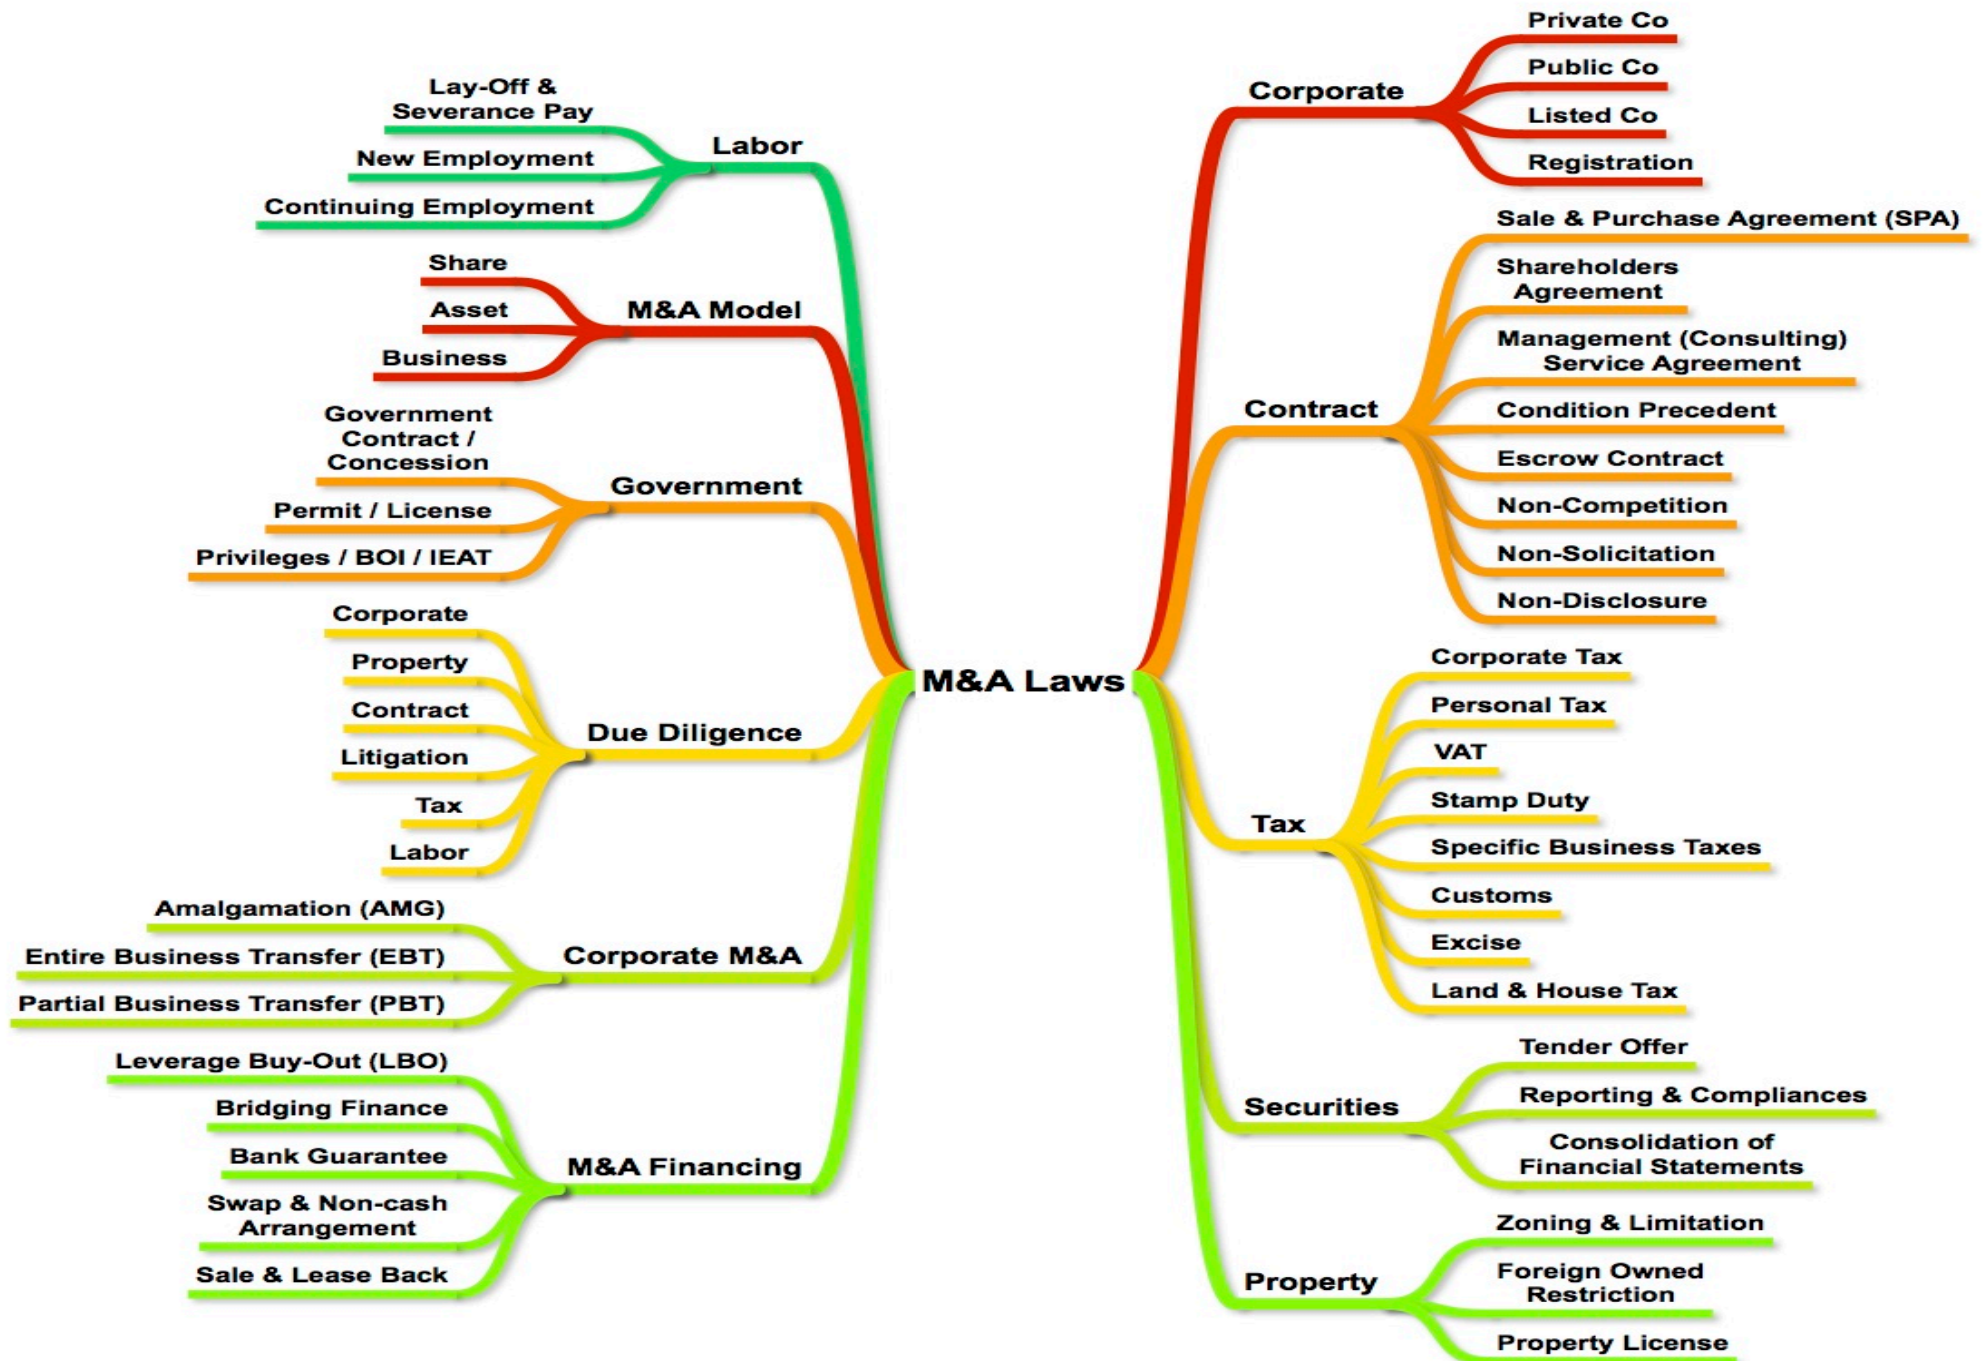 M&A Laws
Corporate
Private Co
Public Co
Listed Co
Registration
Contract
Sale & Purchase Agreement (SPA)
Shareholders
Agreement
Management (Consulting)
Service Agreement
Condition Precedent
Escrow Contract
Non-Competition
Non-Solicitation
Non-Disclosure
Tax
Corporate Tax
Personal Tax
VAT
Stamp Duty
Specific Business Taxes
Customs
Excise
Land & House Tax
Securities
Tender Offer
Reporting & Compliances
Consolidation of
Financial Statements
Property
Zoning & Limitation
Foreign Owned
Restriction
Property License
Labor
Lay-Off &
Severance Pay
New Employment
Continuing Employment
M&A Model
Share
Asset
Business
Government
Government
Contract /
Concession
Permit / License
Privileges / BOI / IEAT
Due Diligence
Corporate
Property
Contract
Litigation
Tax
Labor
Corporate M&A
Amalgamation (AMG)
Entire Business Transfer (EBT)
Partial Business Transfer (PBT)
M&A Financing
Leverage Buy-Out (LBO)
Bridging Finance
Bank Guarantee
Swap & Non-cash
Arrangement
Sale & Lease Back